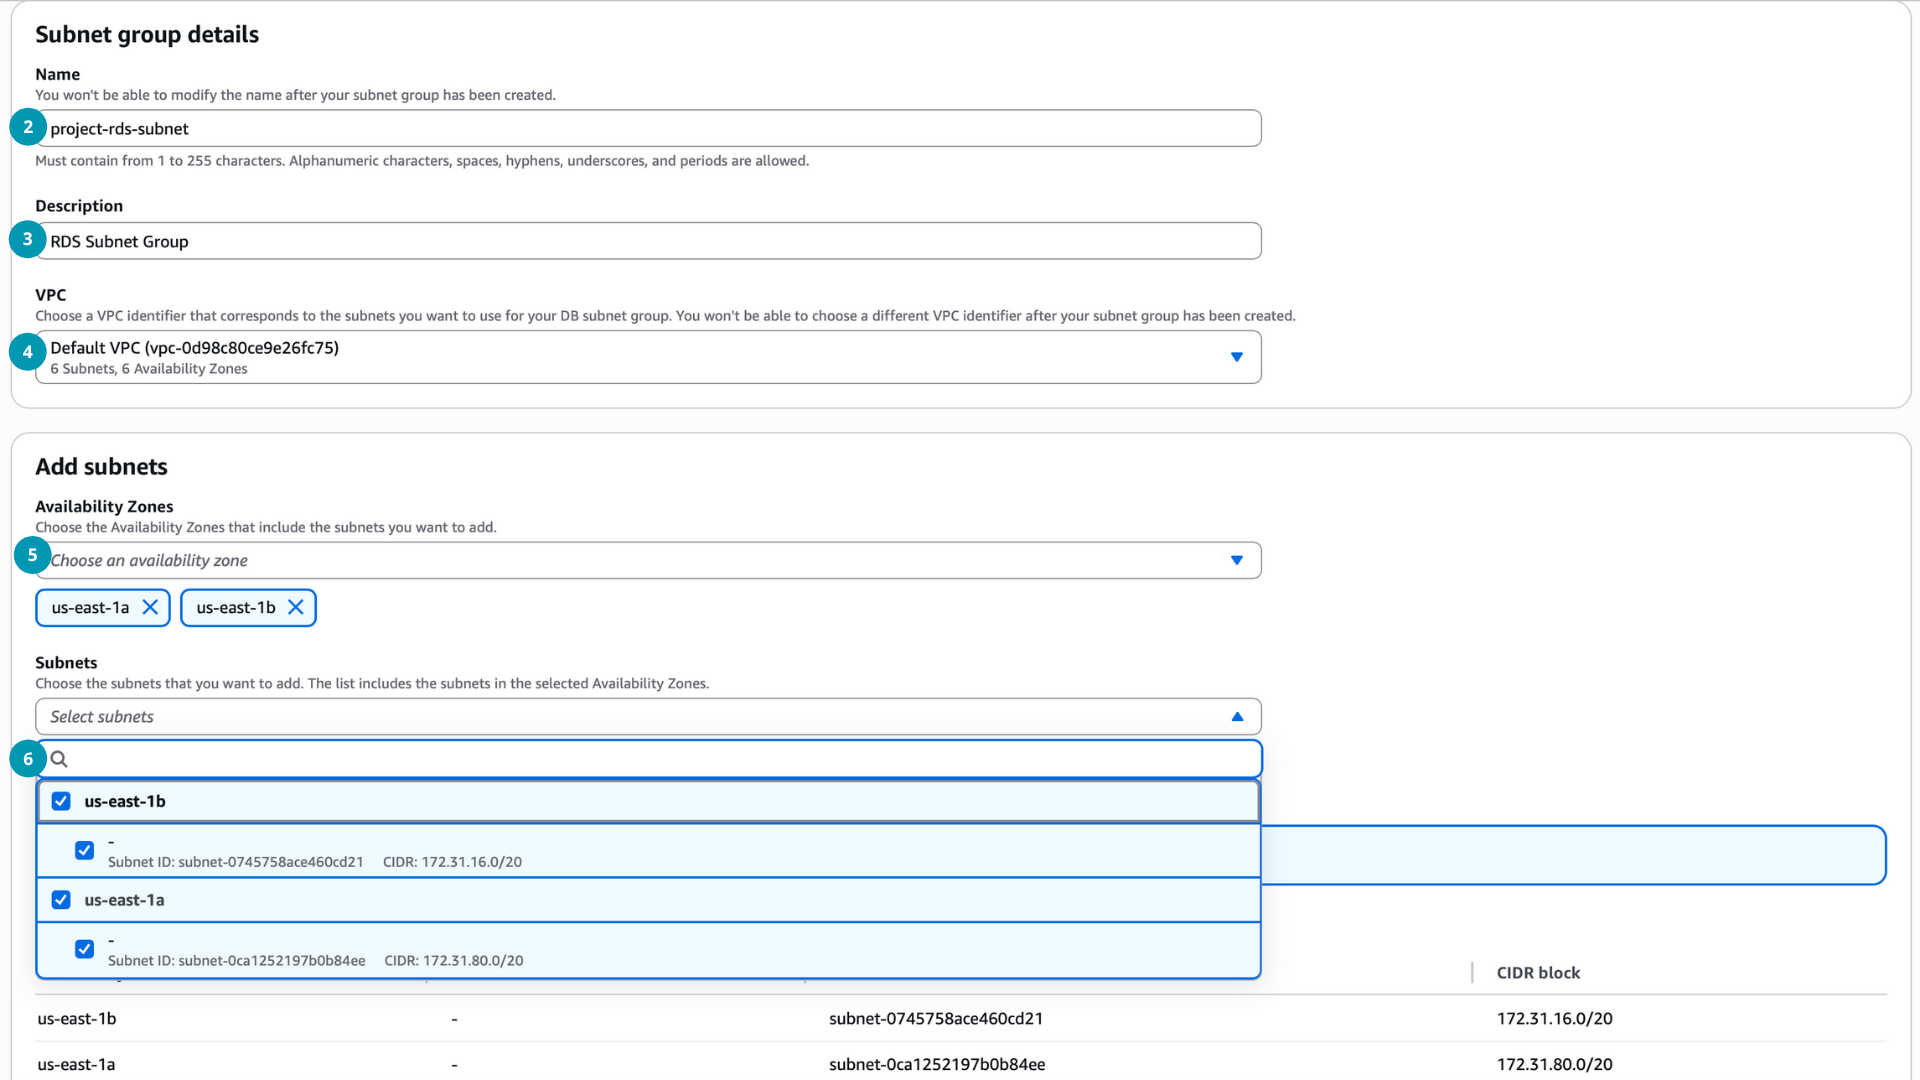 Subnet group details
Name
You won't be able to modify the name after your subnet group has been created.
2
project-rds-subnet
Must contain from 1 to 255 characters. Alphanumeric characters, spaces, hyphens, underscores, and periods are allowed.
Description
3
RDS Subnet Group
VPC
Choose a VPC identifier that corresponds to the subnets you want to use for your DB subnet group. You won't be able to choose a different VPC identifier after your subnet group has been created.
4
Default VPC (vpc-0d98c80ce9e26fc75)
6 Subnets, 6 Availability Zones
Add subnets
Availability Zones
Choose the Availability Zones that include the subnets you want to add.
5
Choose an availability zone
us-east-1a us-east-1b
Subnets
Choose the subnets that you want to add. The list includes the subnets in the selected Availability Zones.
Select subnets
6
us-east-1b
-
Subnet ID: subnet-0745758ace460cd21 CIDR: 172.31.16.0/20
us-east-1a
-
Subnet ID: subnet-0ca1252197b0b84ee CIDR: 172.31.80.0/20
CIDR block
us-east-1b - subnet-0745758ace460cd21 172.31.16.0/20
us-east-1a - subnet-0ca1252197b0b84ee 172.31.80.0/20